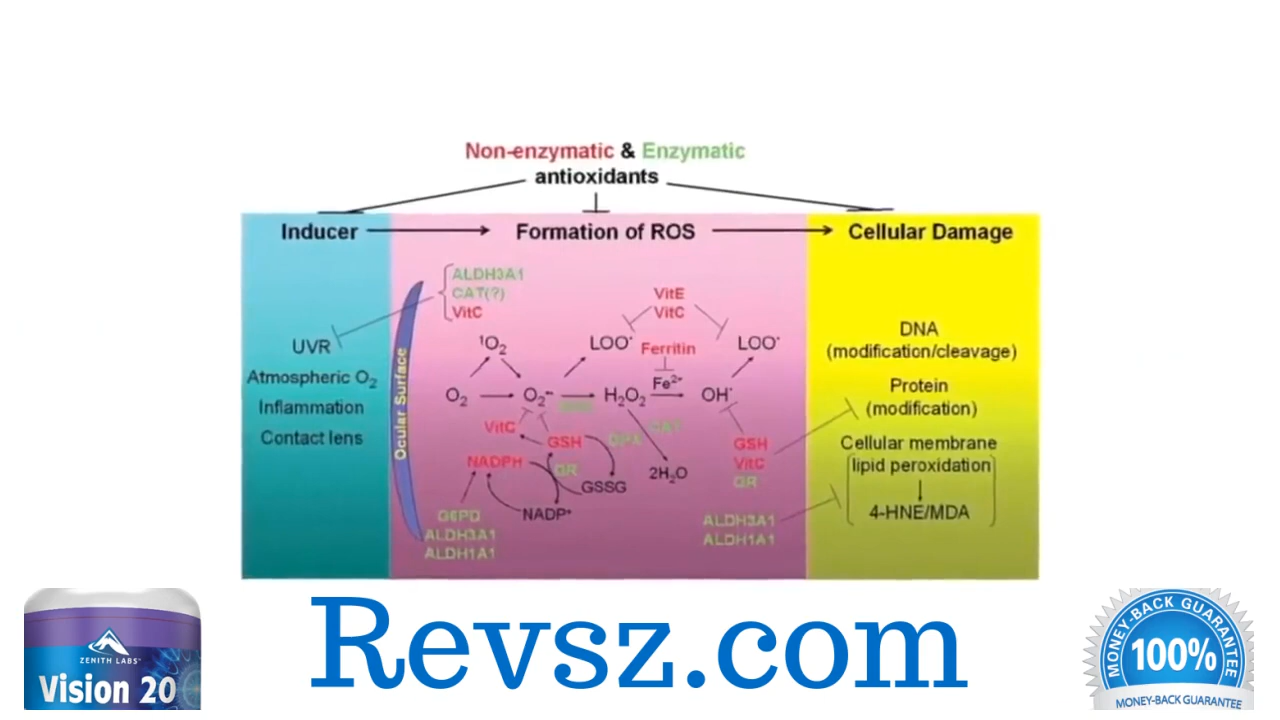 Non-enzymatic & Enzymatic
antioxidants
Inducer
Formation of ROS
Cellular Damage
ALDH3A1
CAT(?)
VitC
UVR
Atmospheric O₂
Inflammation
Contact lens
Ocular Surface
¹O₂
O₂
O₂⁻
LOO·
H₂O₂
VitE
VitC
Ferritin
Fe²⁺
OH·
LOO·
VitC
GSH
CAT
NADPH
GR
GSSG
2H₂O
NADP⁺
G6PD
ALDH3A1
ALDH1A1
GSH
VitC
GR
ALDH3A1
ALDH1A1
DNA
(modification/cleavage)
Protein
(modification)
Cellular membrane
lipid peroxidation
4-HNE/MDA
ZENITH LABS™
Vision 20
Revsz.com
MONEY-BACK GUARANTEE
100%
MONEY-BACK GUARANTEE